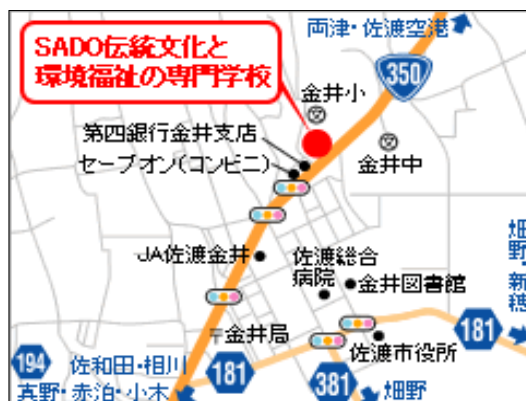 両津・佐渡空港
SADO伝統文化と
環境福祉の専門学校
350
金井小
第四銀行金井支店
セーブオン(コンビニ)
金井中
JA佐渡金井
佐渡総合
病院
金井図書館
畑野・新穂
〒金井局
佐渡市役所
181
194
佐和田・相川
真野・赤泊・小木
181
381
畑野